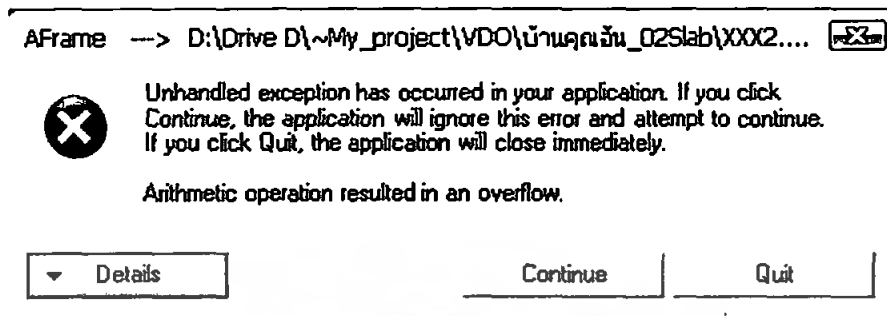 AFrame ---> D:\Drive D\~My_project\VDO\บ้านคุณอ้น_02Slab\XXX2....
Unhandled exception has occurred in your application. If you click
Continue, the application will ignore this error and attempt to continue.
If you click Quit, the application will close immediately.
Arithmetic operation resulted in an overflow.
Details
Continue
Quit